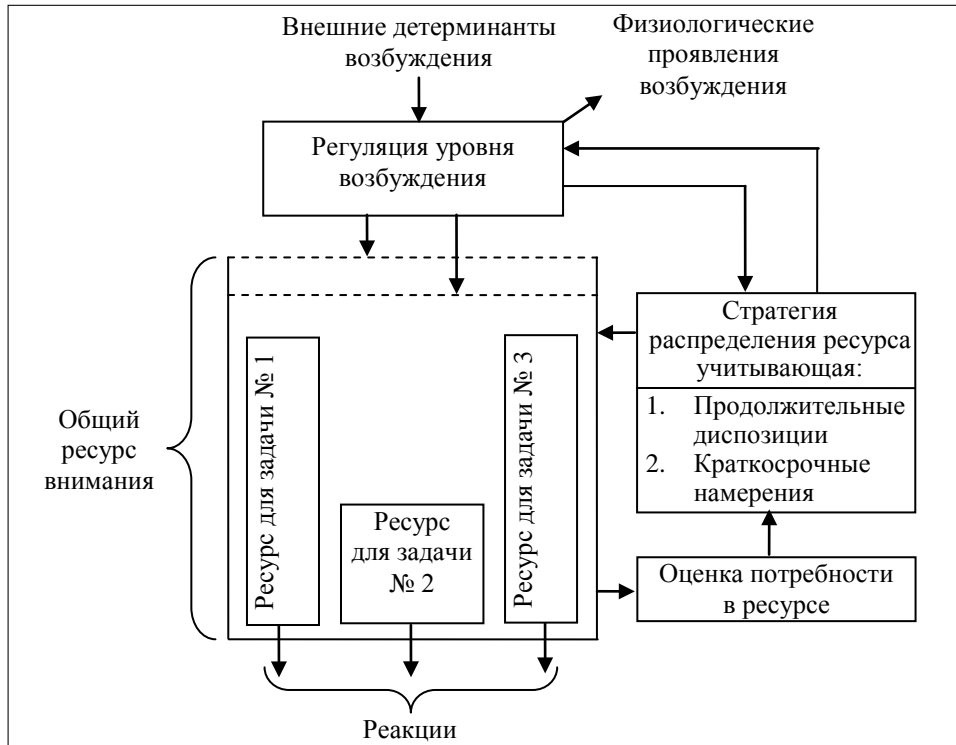 Внешние детерминанты
возбуждения
Физиологические
проявления
возбуждения
Регуляция уровня
возбуждения
Общий
ресурс
внимания
Ресурс для задачи № 1
Ресурс
для задачи
№ 2
Ресурс для задачи № 3
Стратегия
распределения ресурса
учитывающая:
1. Продолжительные
диспозиции
2. Краткосрочные
намерения
Оценка потребности
в ресурсе
Реакции